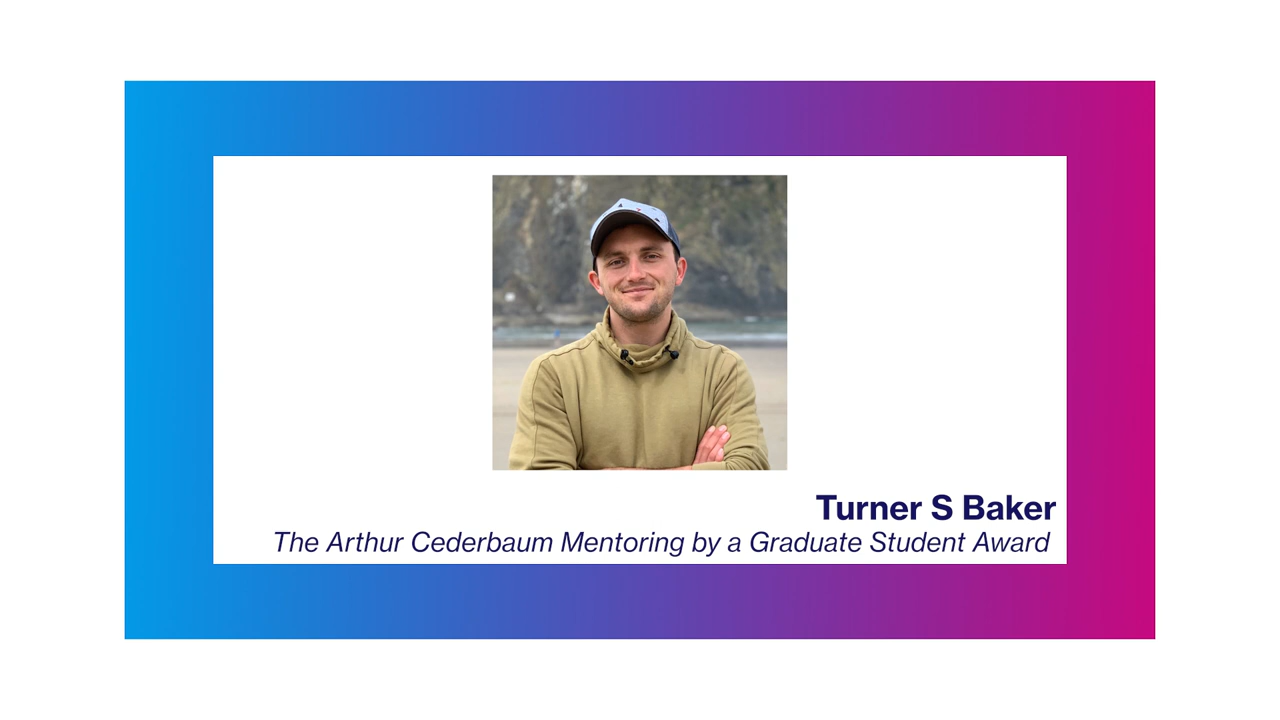 Turner S Baker
The Arthur Cederbaum Mentoring by a Graduate Student Award